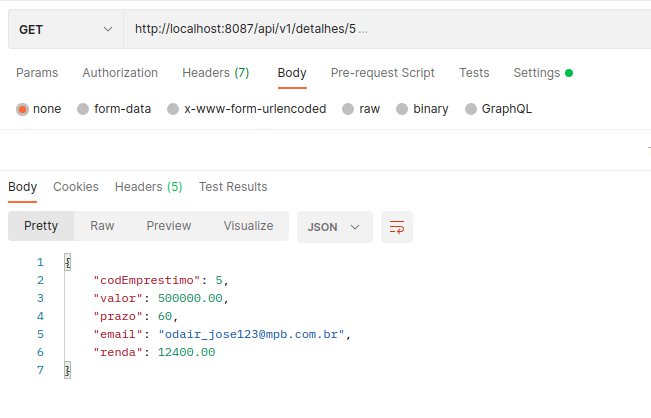 GET http://localhost:8087/api/v1/detalhes/5 ...
Params Authorization Headers (7) Body Pre-request Script Tests Settings
none form-data x-www-form-urlencoded raw binary GraphQL
Body Cookies Headers (5) Test Results
Pretty Raw Preview Visualize JSON
1 {
2 "codEmprestimo": 5,
3 "valor": 500000.00,
4 "prazo": 60,
5 "email": "odair_jose123@mpb.com.br",
6 "renda": 12400.00
7 }